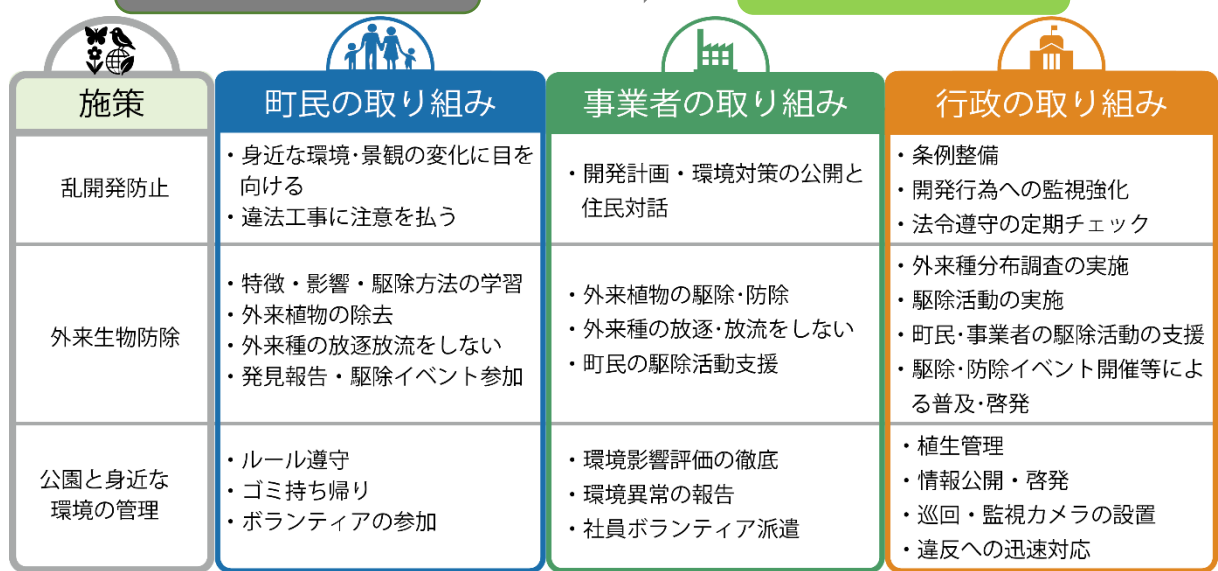 施策
町民の取り組み
事業者の取り組み
行政の取り組み
乱開発防止
・身近な環境･景観の変化に目を
向ける
・違法工事に注意を払う
・開発計画・環境対策の公開と
住民対話
・条例整備
・開発行為への監視強化
・法令遵守の定期チェック
外来生物防除
・特徴・影響・駆除方法の学習
・外来植物の除去
・外来種の放逐放流をしない
・発見報告・駆除イベント参加
・外来植物の駆除･防除
・外来種の放逐･放流をしない
・町民の駆除活動支援
・外来種分布調査の実施
・駆除活動の実施
・町民･事業者の駆除活動の支援
・駆除･防除イベント開催等によ
る普及･啓発
公園と身近な
環境の管理
・ルール遵守
・ゴミ持ち帰り
・ボランティアの参加
・環境影響評価の徹底
・環境異常の報告
・社員ボランティア派遣
・植生管理
・情報公開・啓発
・巡回・監視カメラの設置
・違反への迅速対応